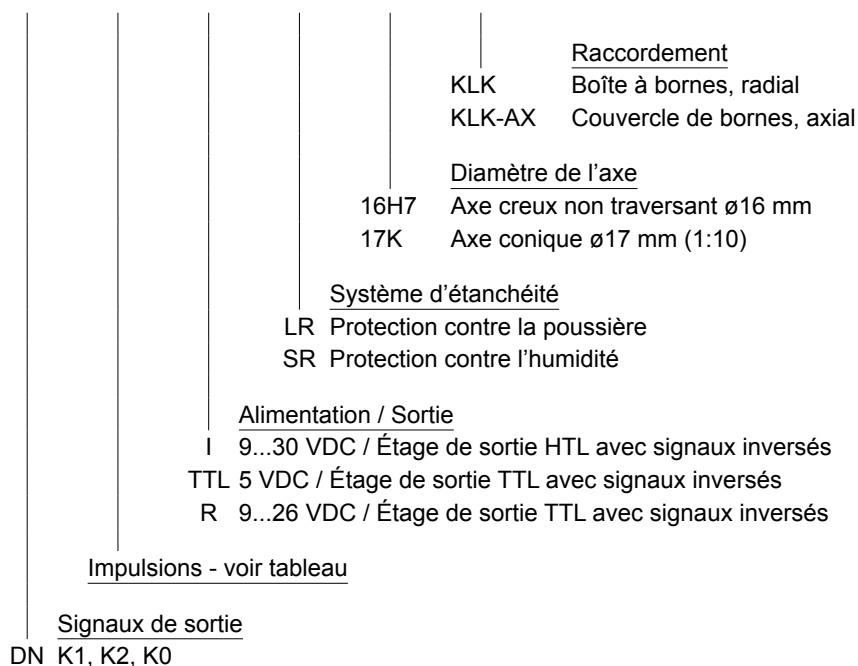 Raccordement
KLK Boîte à bornes, radial
KLK-AX Couvercle de bornes, axial
Diamètre de l’axe
16H7 Axe creux non traversant ø16 mm
17K Axe conique ø17 mm (1:10)
Système d’étanchéité
LR Protection contre la poussière
SR Protection contre l’humidité
Alimentation / Sortie
I 9...30 VDC / Étage de sortie HTL avec signaux inversés
TTL 5 VDC / Étage de sortie TTL avec signaux inversés
R 9...26 VDC / Étage de sortie TTL avec signaux inversés
Impulsions - voir tableau
Signaux de sortie
DN K1, K2, K0